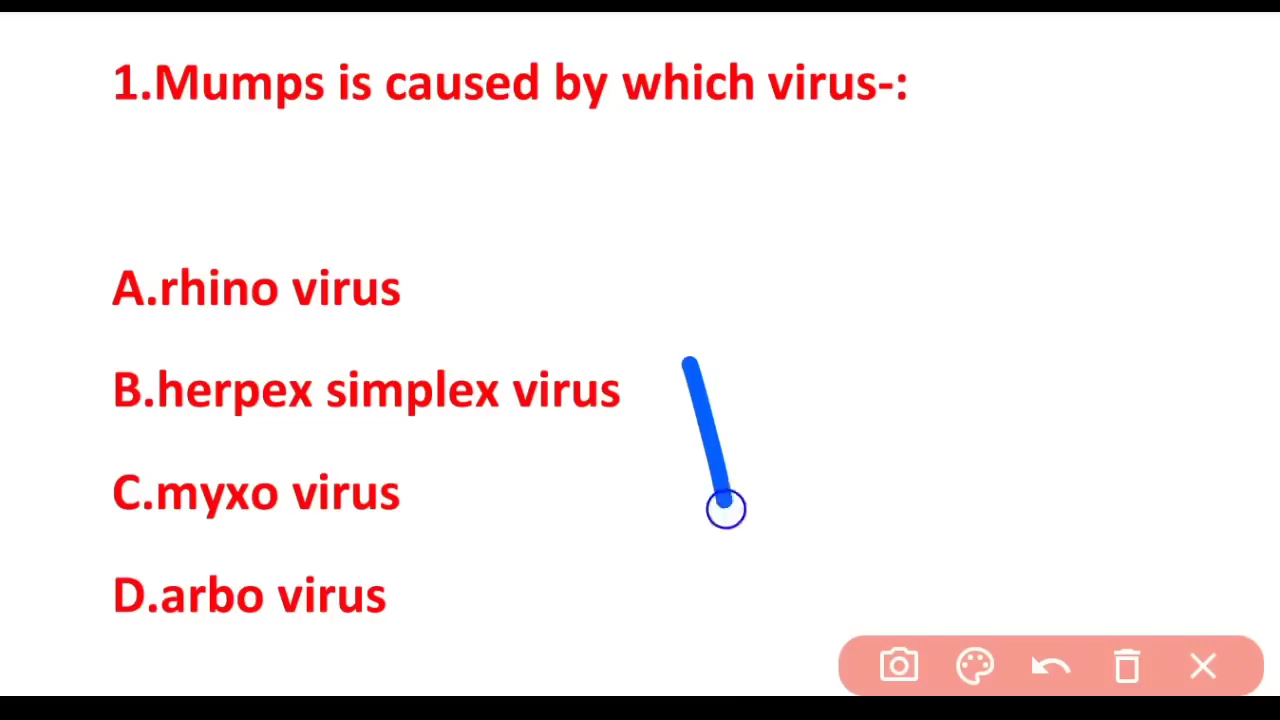 1.Mumps is caused by which virus-:
A.rhino virus
B.herpex simplex virus
C.myxo virus
D.arbo virus